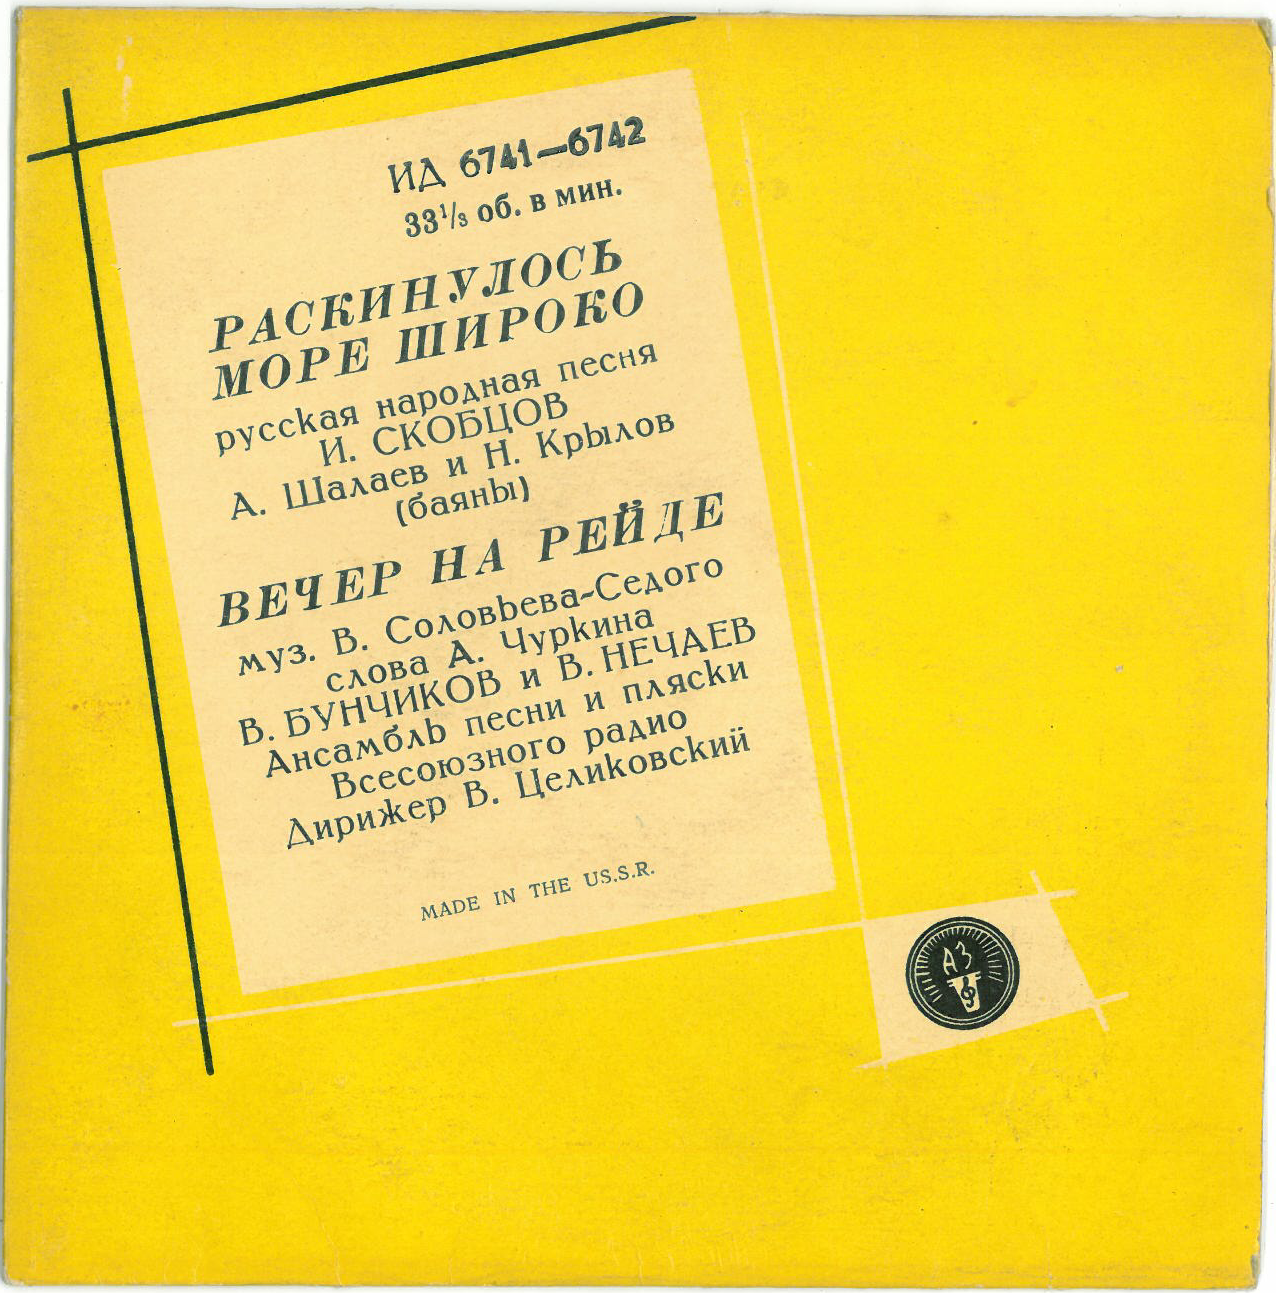 ИД 6741—6742
33⅓ об. в мин.
РАСКИНУЛОСЬ
МОРЕ ШИРОКО
русская народная песня
И. СКОБЦОВ
А. Шалаев и Н. Крылов
(баяны)
ВЕЧЕР НА РЕЙДЕ
муз. В. Соловьева-Седого
слова А. Чуркина
В. БУНЧИКОВ и В. НЕЧАЕВ
Ансамбль песни и пляски
Всесоюзного радио
Дирижер В. Целиковский
MADE IN THE US.S.R.
АЗ